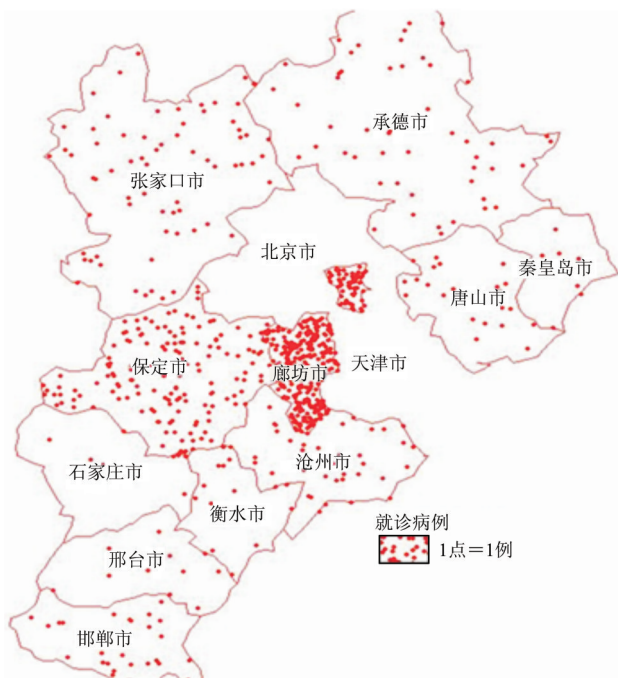 承德市
张家口市
北京市
秦皇岛市
唐山市
天津市
保定市
廊坊市
沧州市
石家庄市
衡水市
就诊病例
1点=1例
邢台市
邯郸市